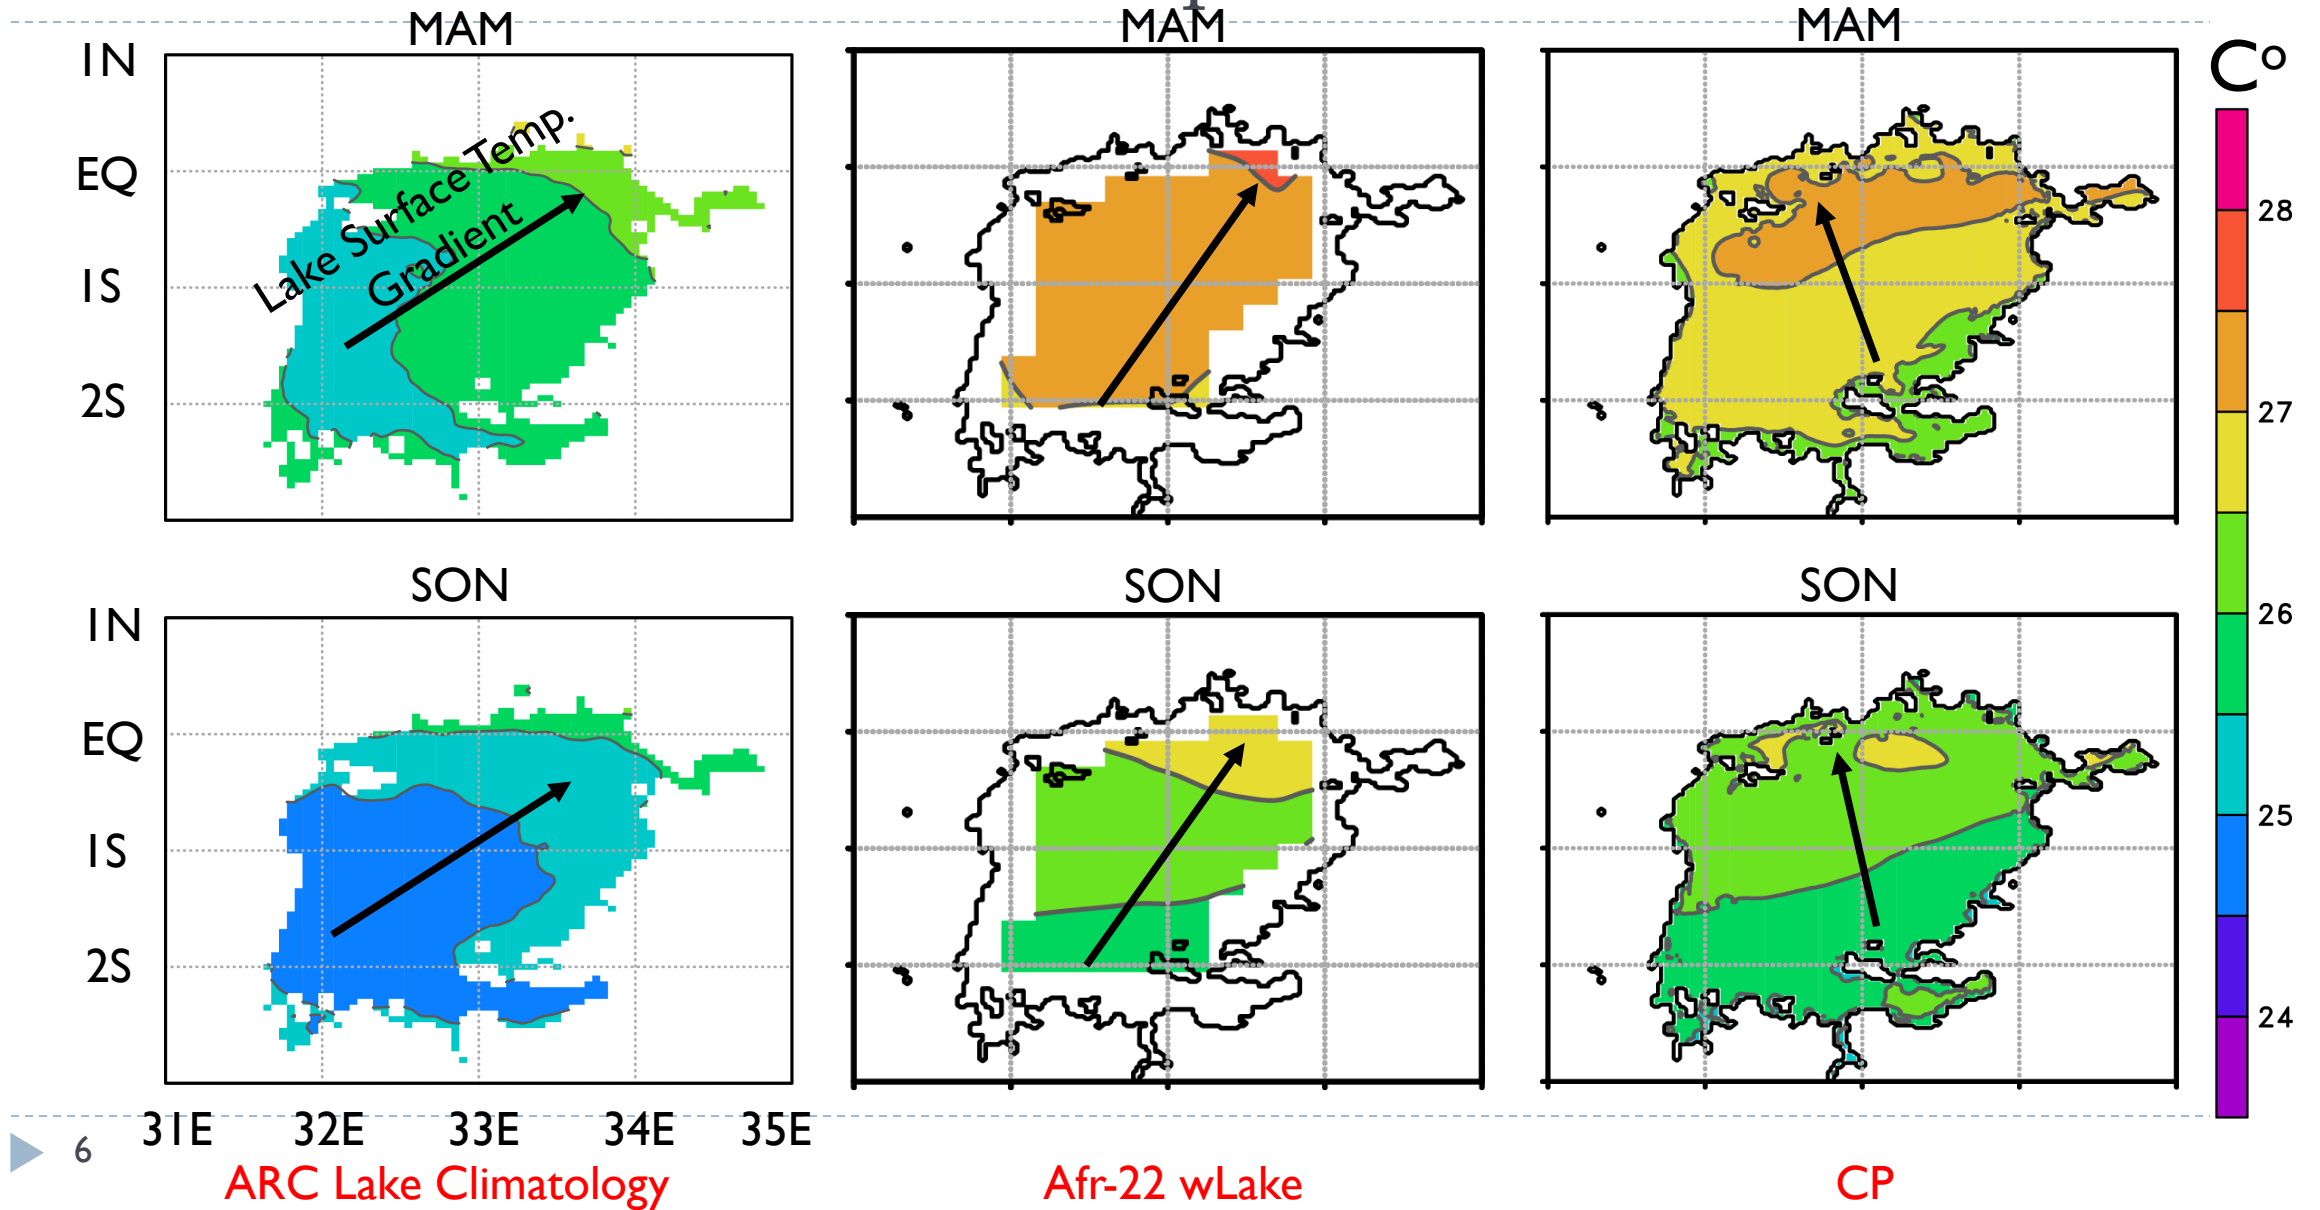 MAM
MAM
MAM
1N
EQ
1S
2S
Lake Surface Temp.
Gradient
C°
28
27
26
25
24
SON
SON
SON
1N
EQ
1S
2S
31E 32E 33E 34E 35E
6
ARC Lake Climatology
Afr-22 wLake
CP